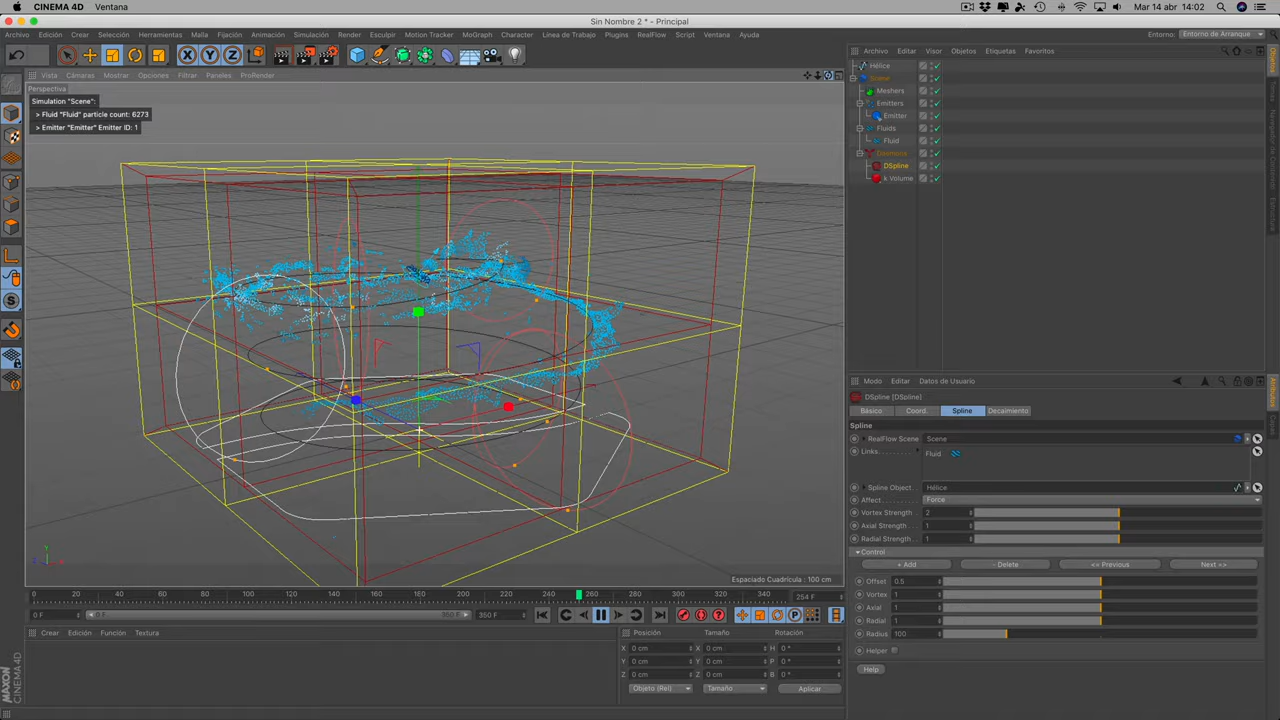 CINEMA 4D Ventana
Mar 14 abr 14:02
Sin Nombre 2 * - Principal
Archivo Edición Crear Selección Herramientas Malla Fijación Animación Simulación Render Esculpir Motion Tracker MoGraph Character Trazo de Líneas Plugins RealFlow Script Ventana Ayuda
Entorno: Entorno de Arranque
X Y Z
Archivo Editar Visor Objetos Etiquetas Favoritos
Vista Cámaras Mostrar Opciones Filtrar Paneles ProRender
Perspectiva
Simulation "Scene":
> Fluid "Fluid" particle count: 6273
> Emitter "Emitter" Emitter ID: 1
Hélice
Scene
Meshers
Emitters
Emitter
Fluids
Fluid
Daemons
DSpline
k Volume
Objetos
Modo Editar Datos de Usuario
Atributos
DSpline [DSpline]
Básico Coord. Spline Decaimiento
Spline
RealFlow Scene Scene
Links Fluid
Spline Object Hélice
Affect Force
Vortex Strength 2
Axial Strength 1
Radial Strength 1
Control
+ Add - Delete <= Previous Next =>
Offset 0.5
Vortex 1
Axial 1
Radial 1
Radius 100
Helper
Help
Espaciado Cuadrícula : 100 cm
0 20 40 60 80 100 120 140 160 180 200 220 240 260 280 300 320 340
254 F
0 F 0 F 350 F 350 F
Crear Edición Función Textura
Posición Tamaño Rotación
X 0 cm X 0 cm H 0 °
Y 0 cm Y 0 cm P 0 °
Z 0 cm Z 0 cm B 0 °
Objeto (Rel) Tamaño Aplicar
MAXON CINEMA 4D